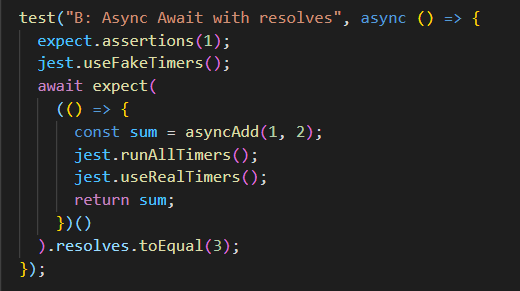 test("B: Async Await with resolves", async () => {
  expect.assertions(1);
  jest.useFakeTimers();
  await expect(
    (() => {
      const sum = asyncAdd(1, 2);
      jest.runAllTimers();
      jest.useRealTimers();
      return sum;
    })()
  ).resolves.toEqual(3);
});